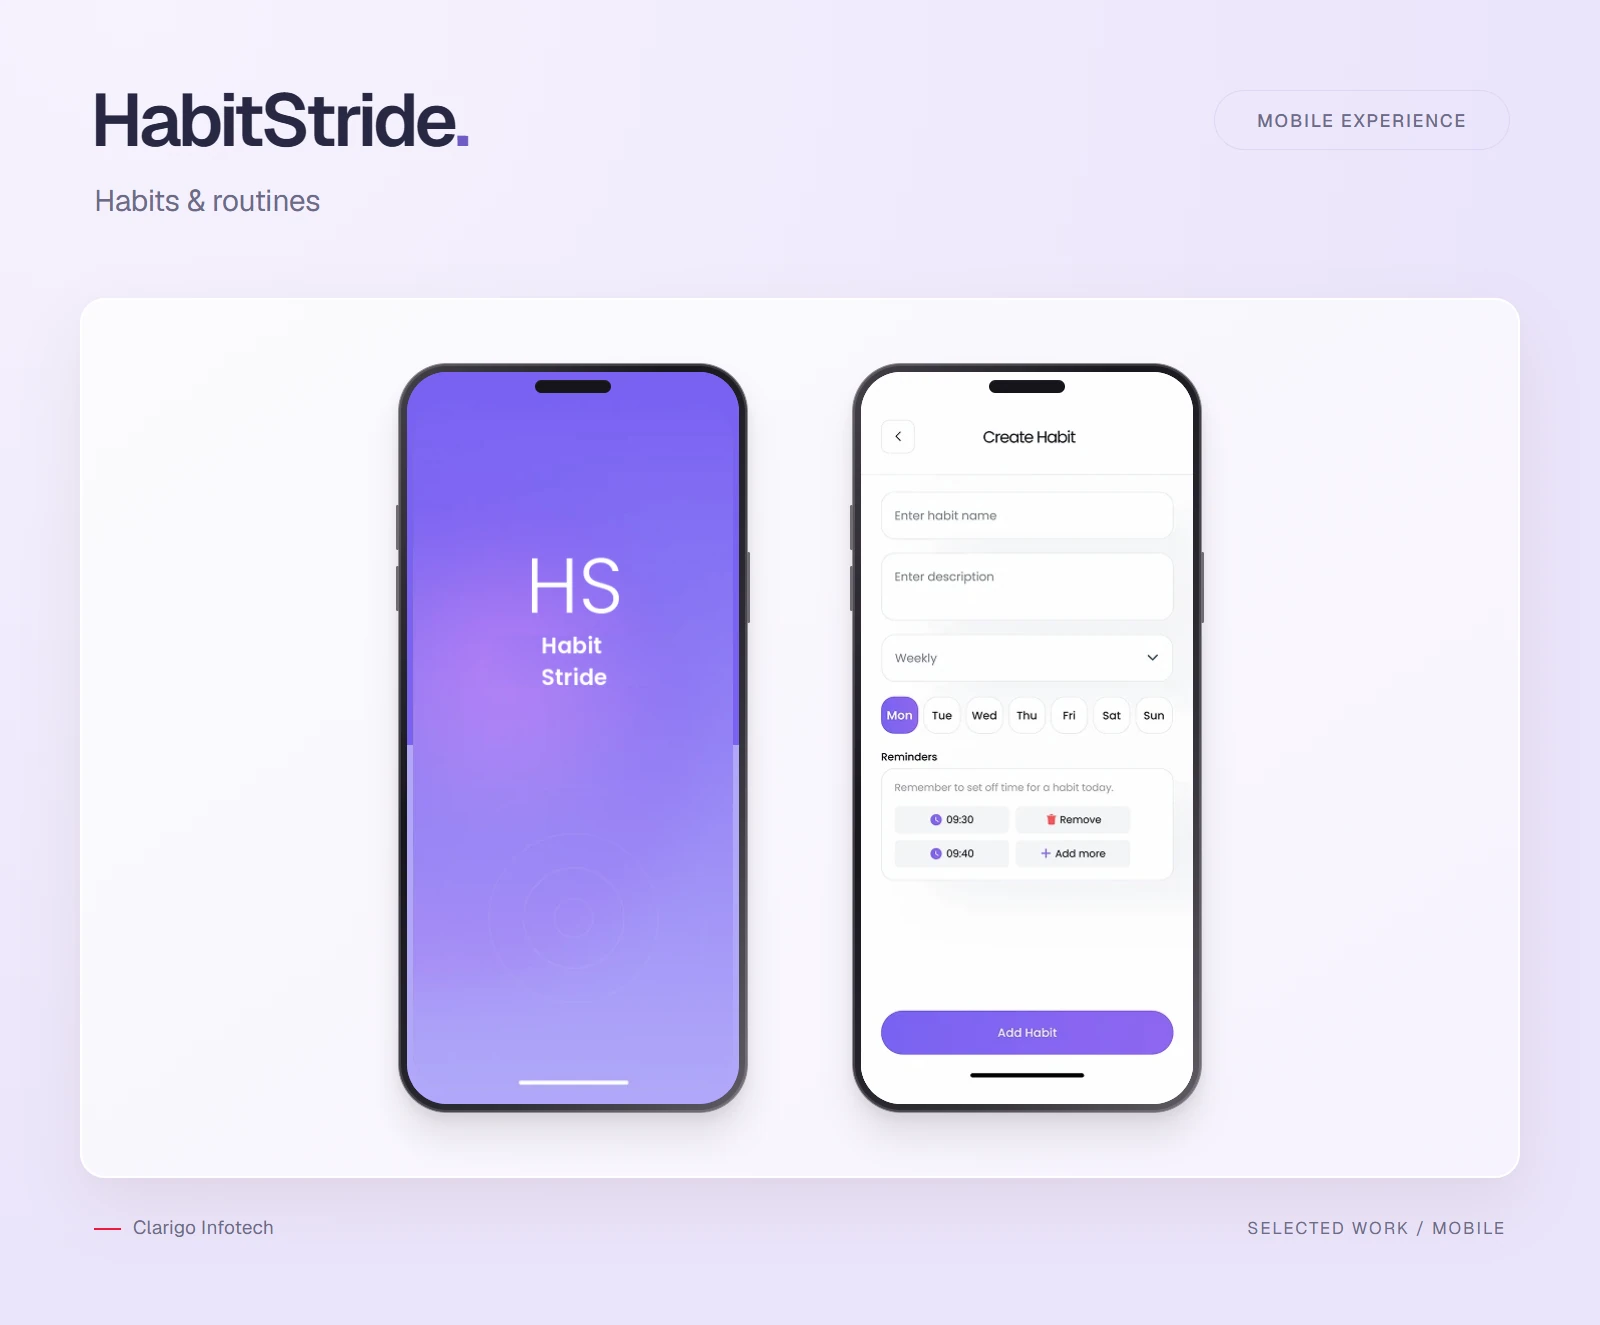 HabitStride.
MOBILE EXPERIENCE
Habits & routines
HS
Habit
Stride
Create Habit
Enter habit name
Enter description
Weekly
Mon Tue Wed Thu Fri Sat Sun
Reminders
Remember to set off time for a habit today.
09:30 Remove
09:40 Add more
Add Habit
Clarigo Infotech
SELECTED WORK / MOBILE